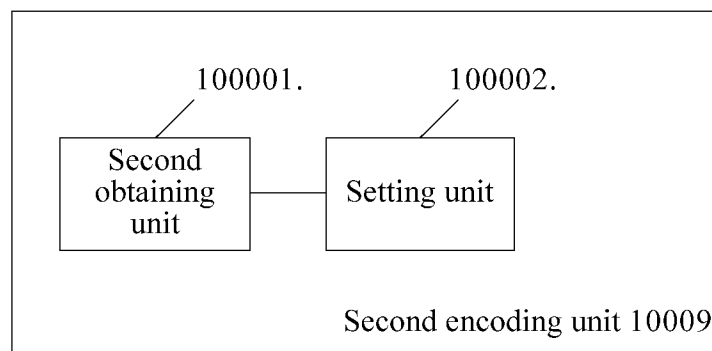 100001.
100002.
Second
obtaining
unit
Setting unit
Second encoding unit 10009